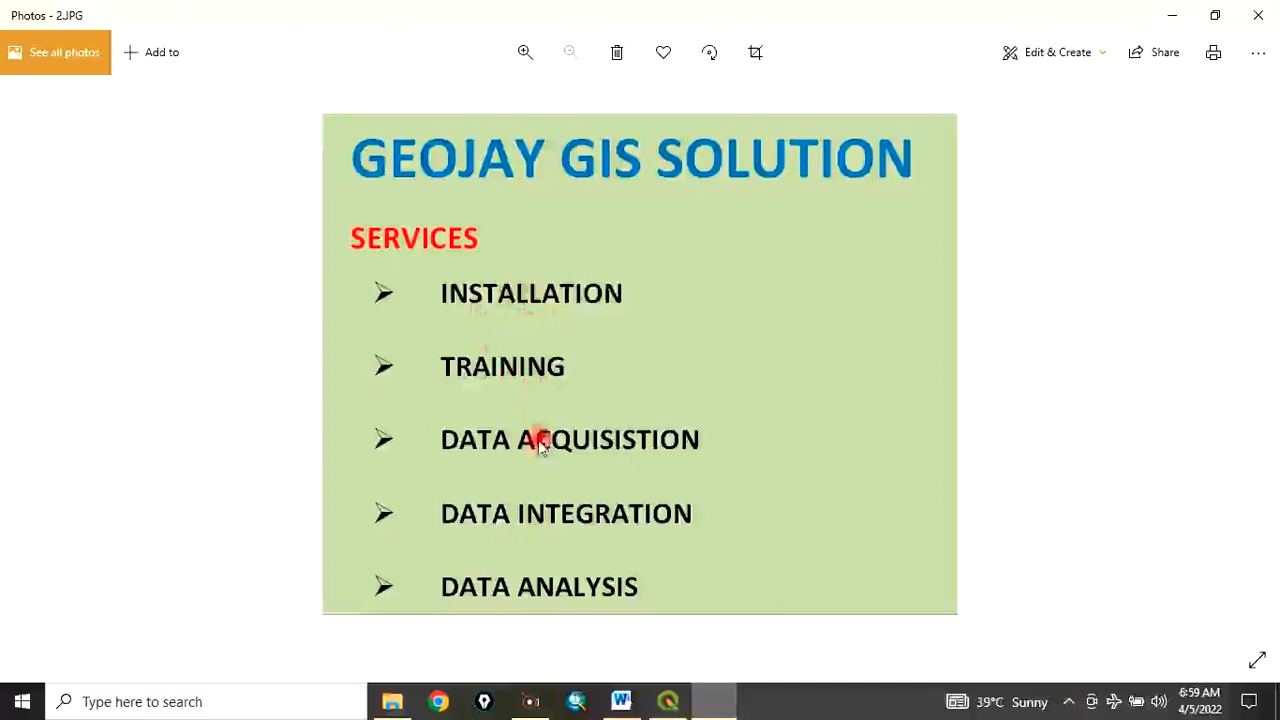 Photos - 2.JPG
See all photos
Add to
Edit & Create
Share
GEOJAY GIS SOLUTION
SERVICES
INSTALLATION
TRAINING
DATA ACQUISISTION
DATA INTEGRATION
DATA ANALYSIS
Type here to search
39°C Sunny
6:59 AM
4/5/2022